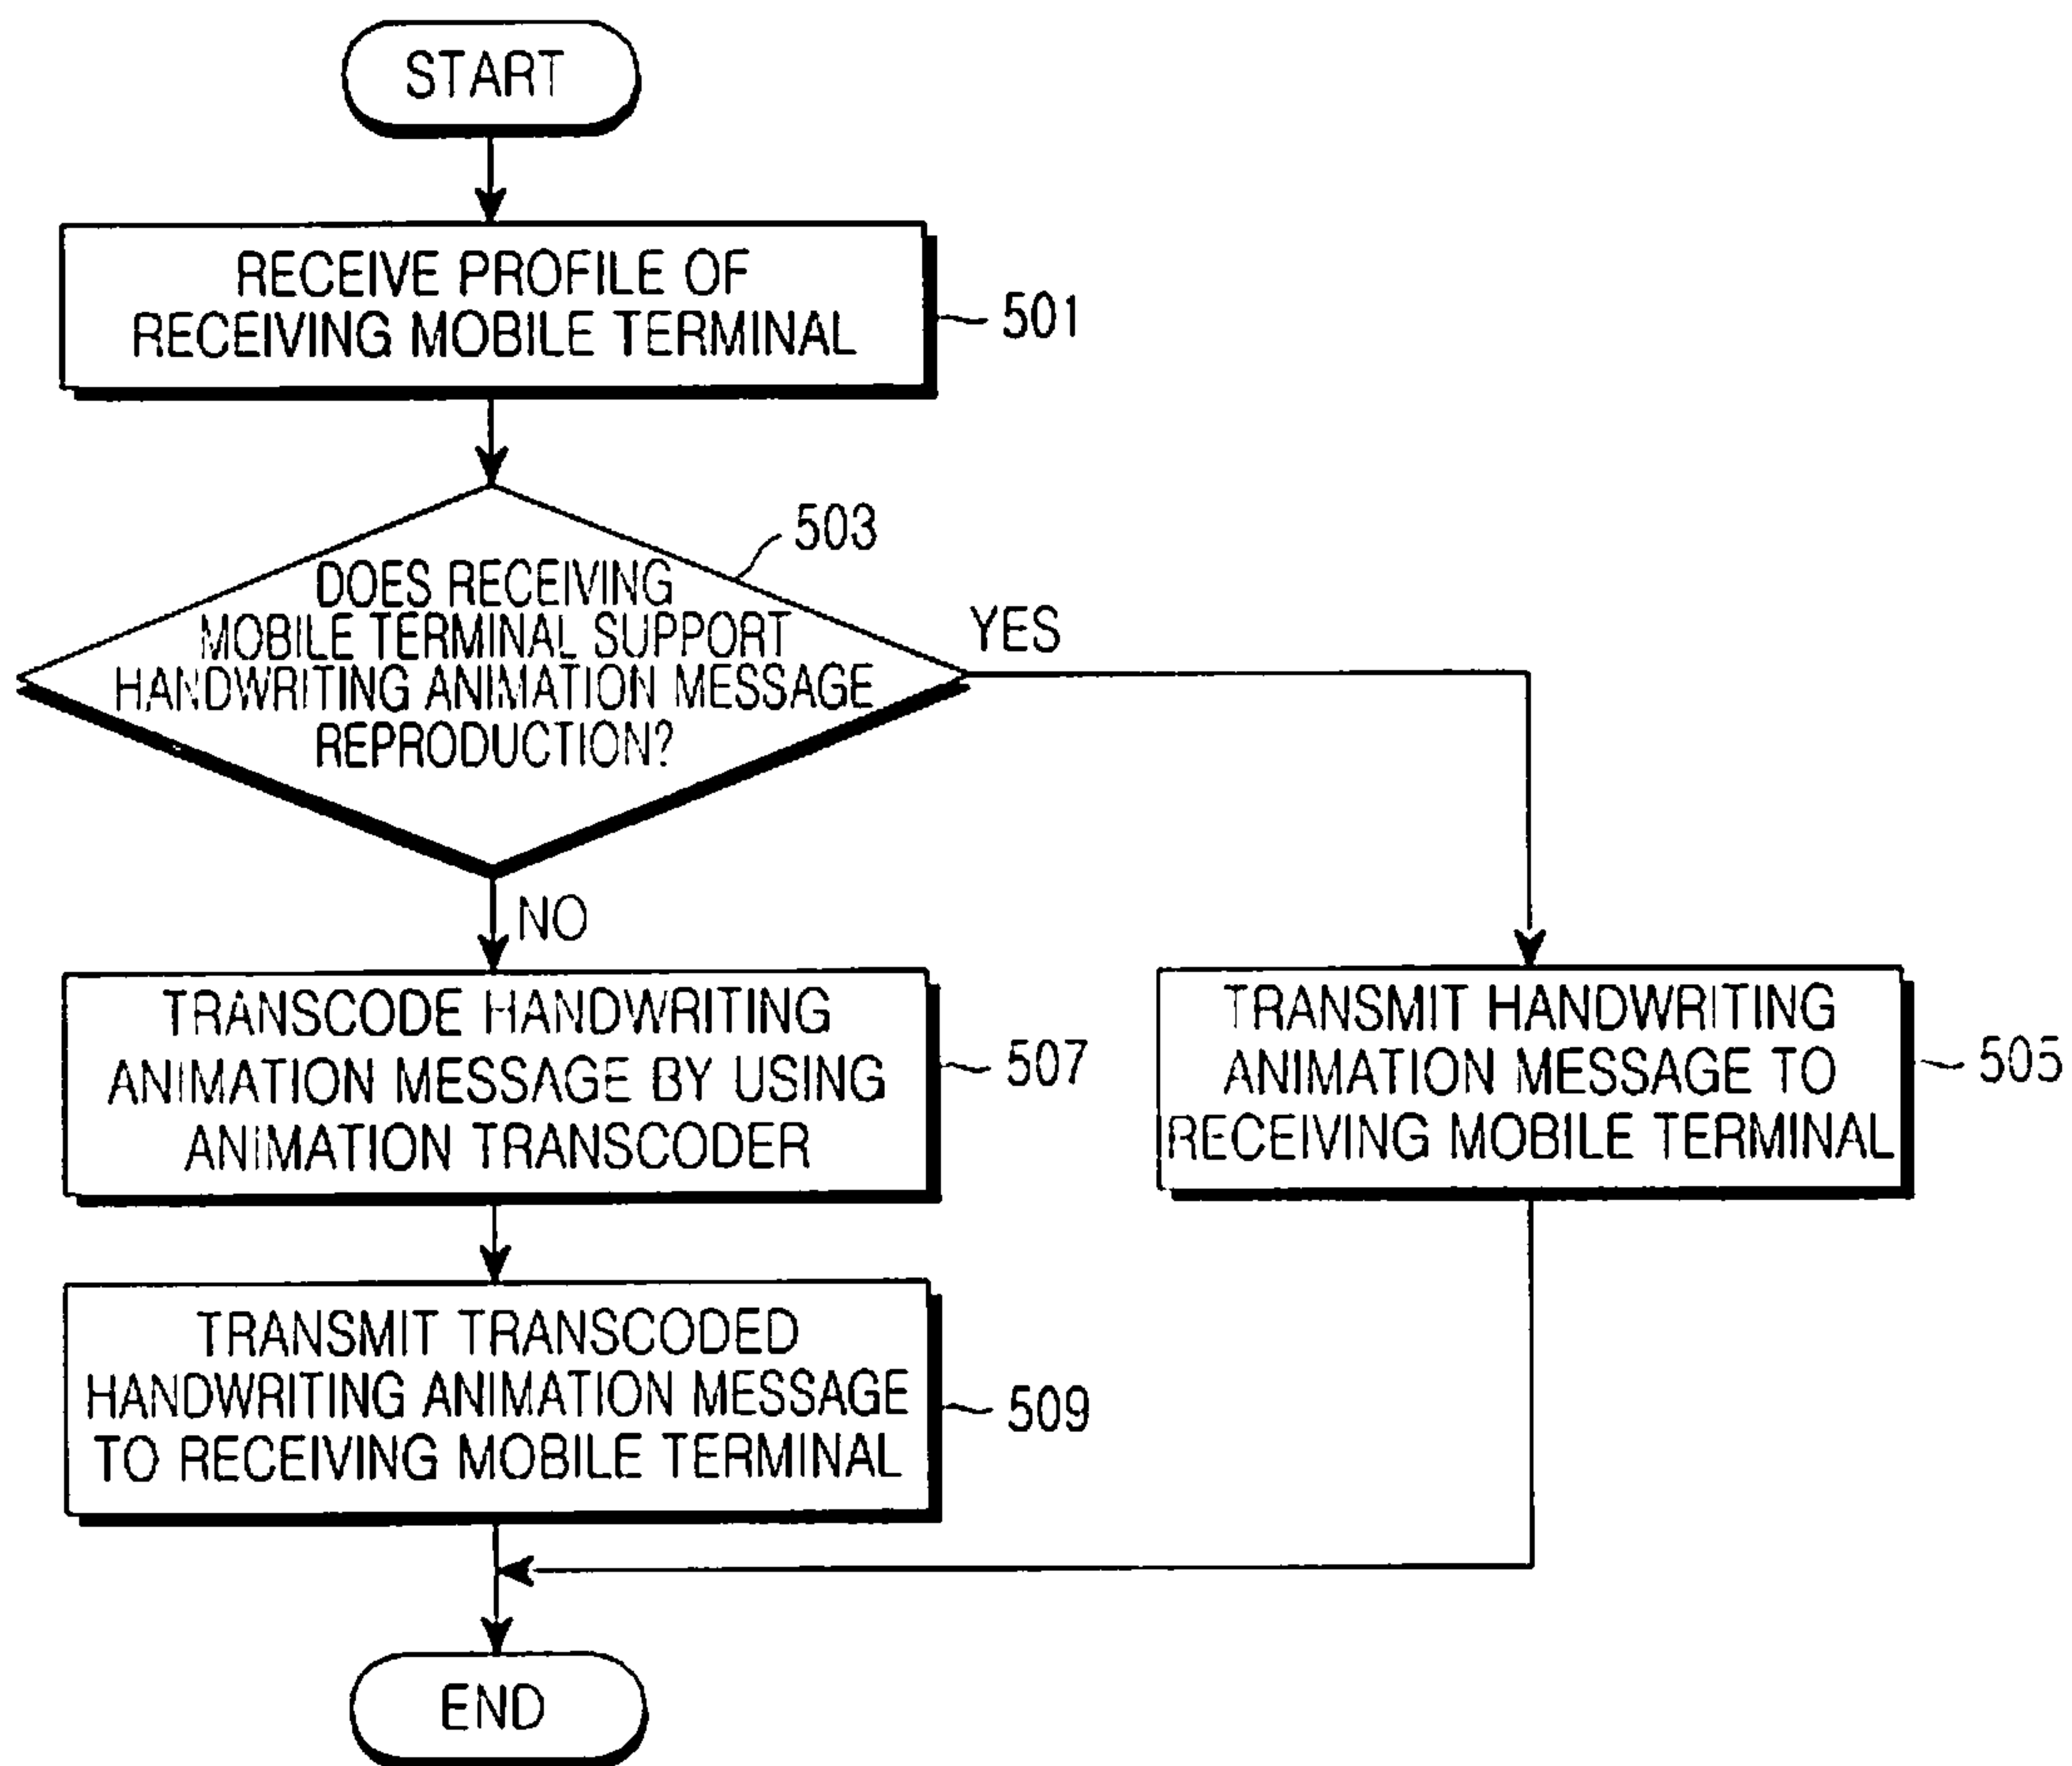 START
RECEIVE PROFILE OF
RECEIVING MOBILE TERMINAL
501
503
DOES RECEIVING
MOBILE TERMINAL SUPPORT
HANDWRITING ANIMATION MESSAGE
REPRODUCTION?
YES
NO
TRANSCODE HANDWRITING
ANIMATION MESSAGE BY USING
ANIMATION TRANSCODER
507
TRANSMIT HANDWRITING
ANIMATION MESSAGE TO
RECEIVING MOBILE TERMINAL
505
TRANSMIT TRANSCODED
HANDWRITING ANIMATION MESSAGE
TO RECEIVING MOBILE TERMINAL
509
END